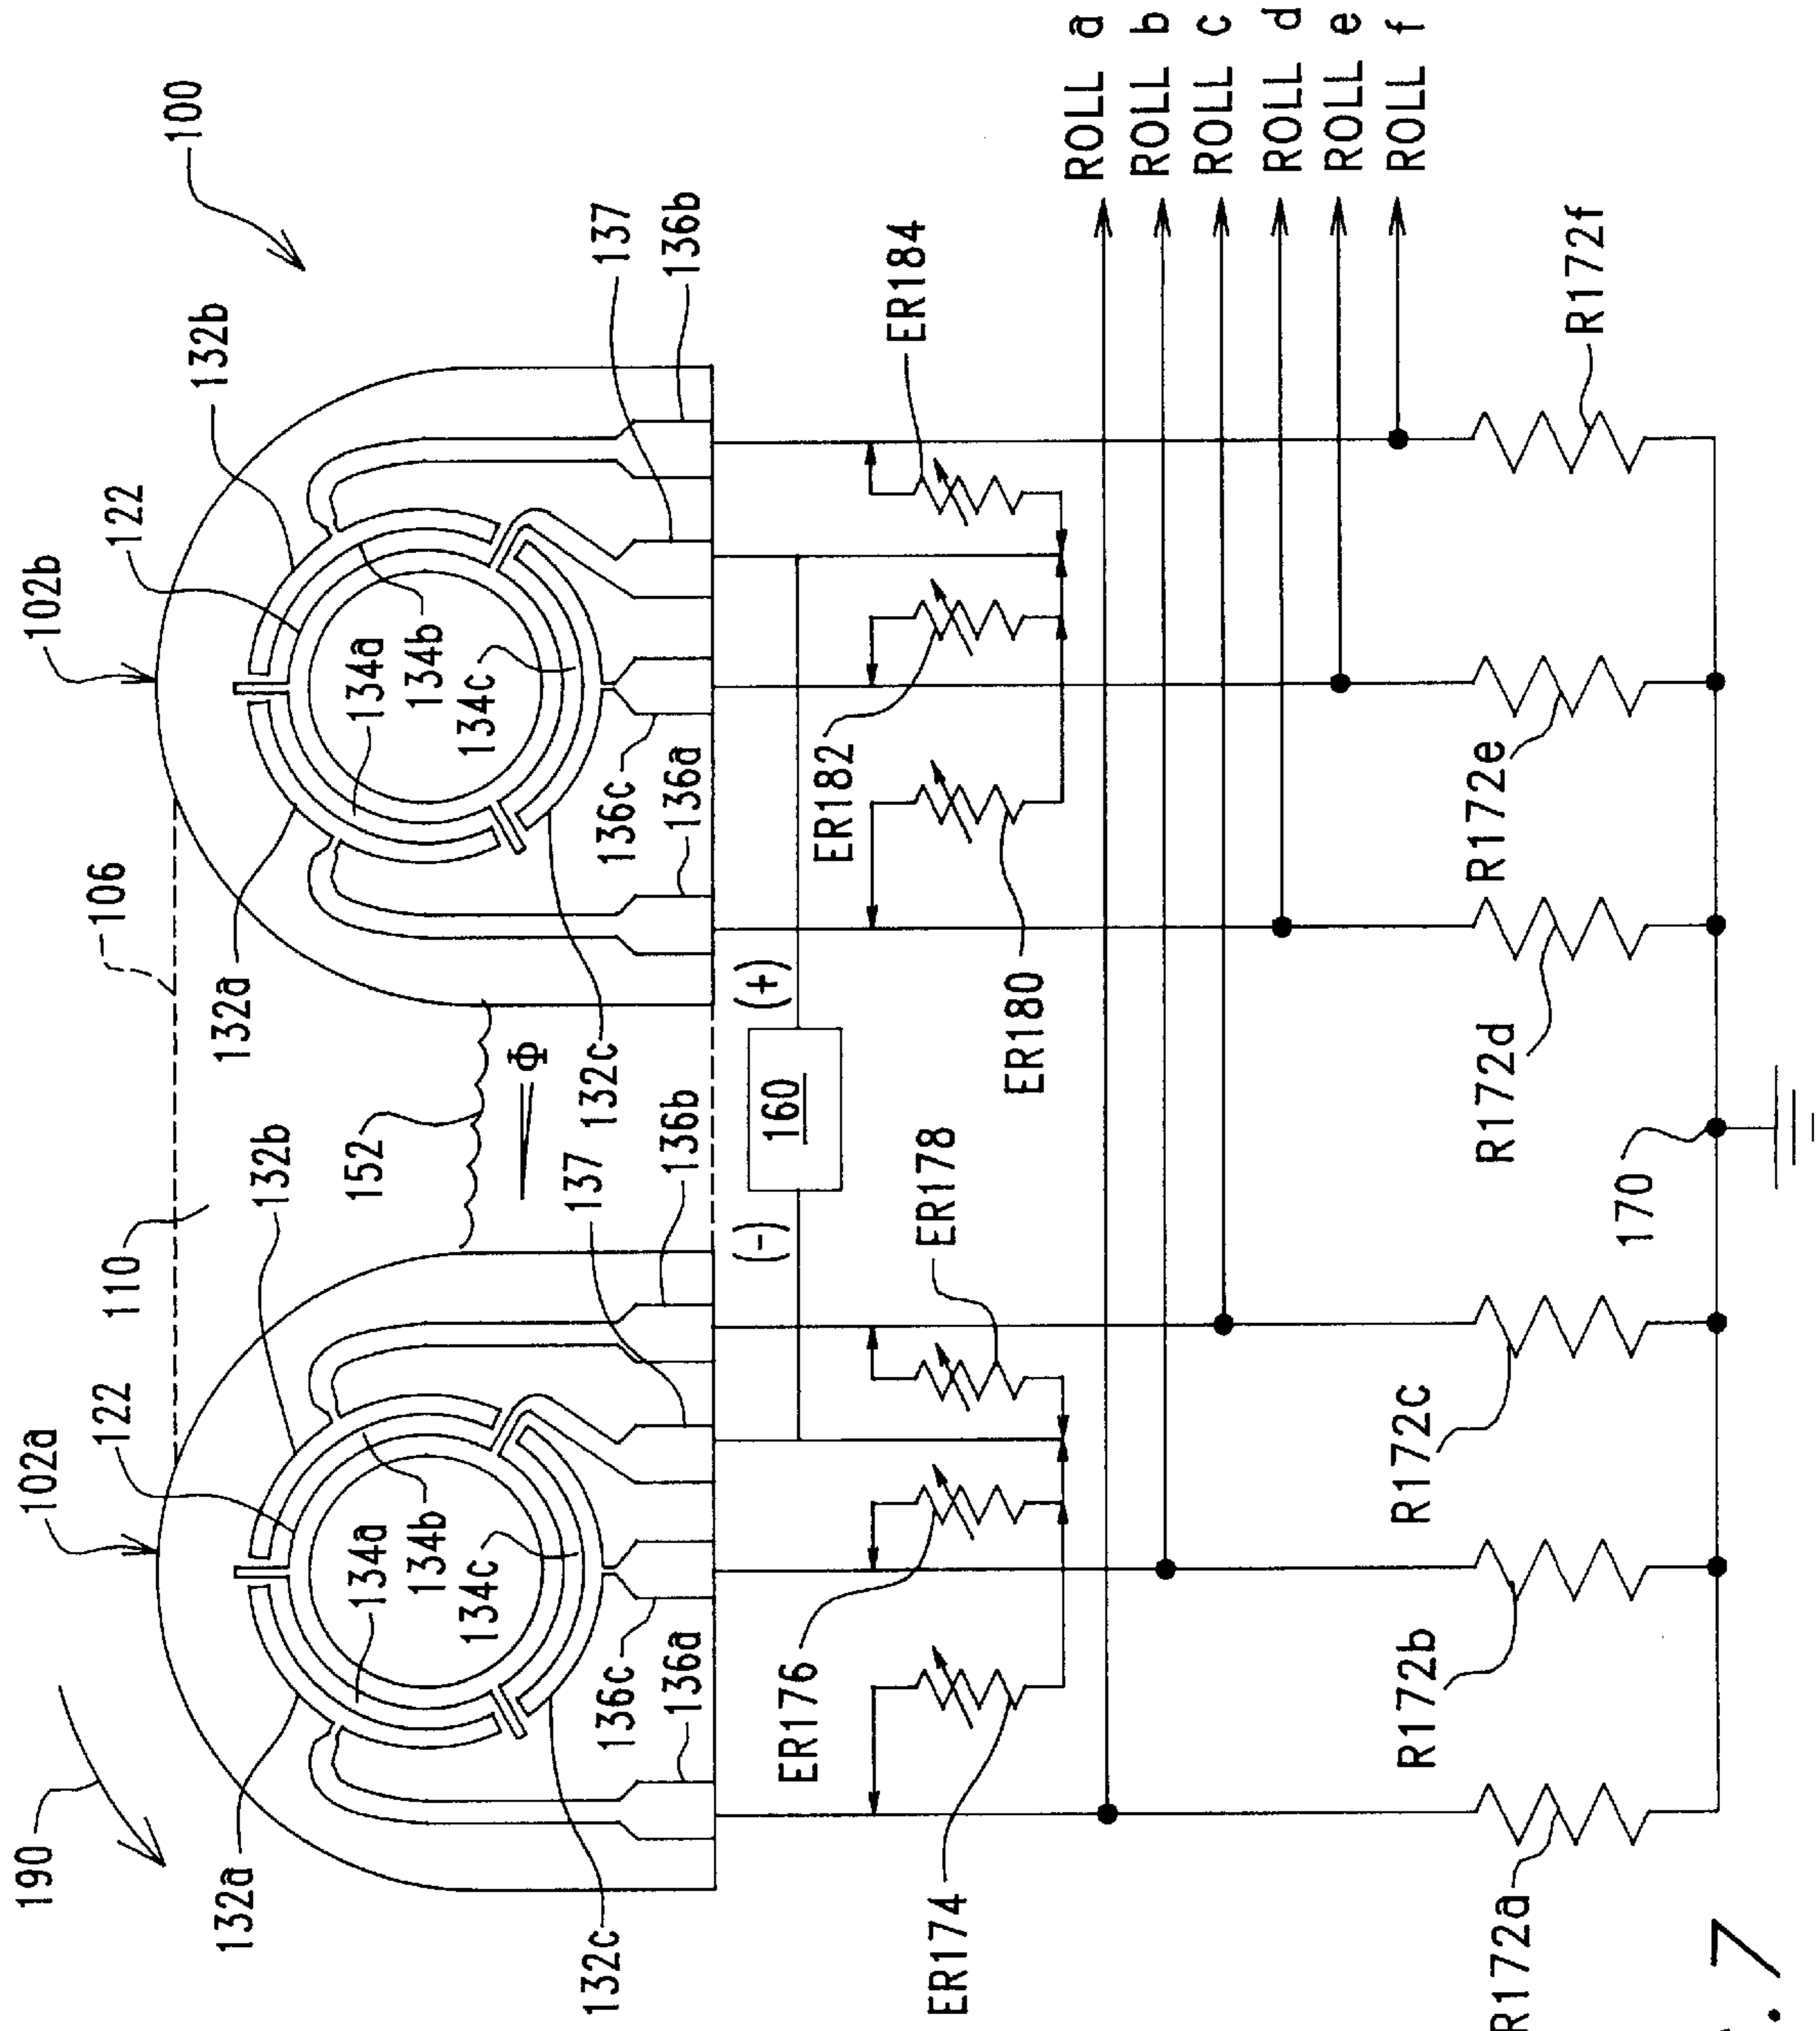 190
102a
122
132b
110
106
102b
122
132b
100
132a
134a
134b
134c
152
Φ
132a
134a
134b
134c
132c
136c
136a
137
136b
132c
136c
136a
137
136b
(-)
160
(+)
ER174
ER176
ER178
ER180
ER182
ER184
ROLL a
ROLL b
ROLL c
ROLL d
ROLL e
ROLL f
R172a
R172b
R172c
170
R172d
R172e
R172f
.7